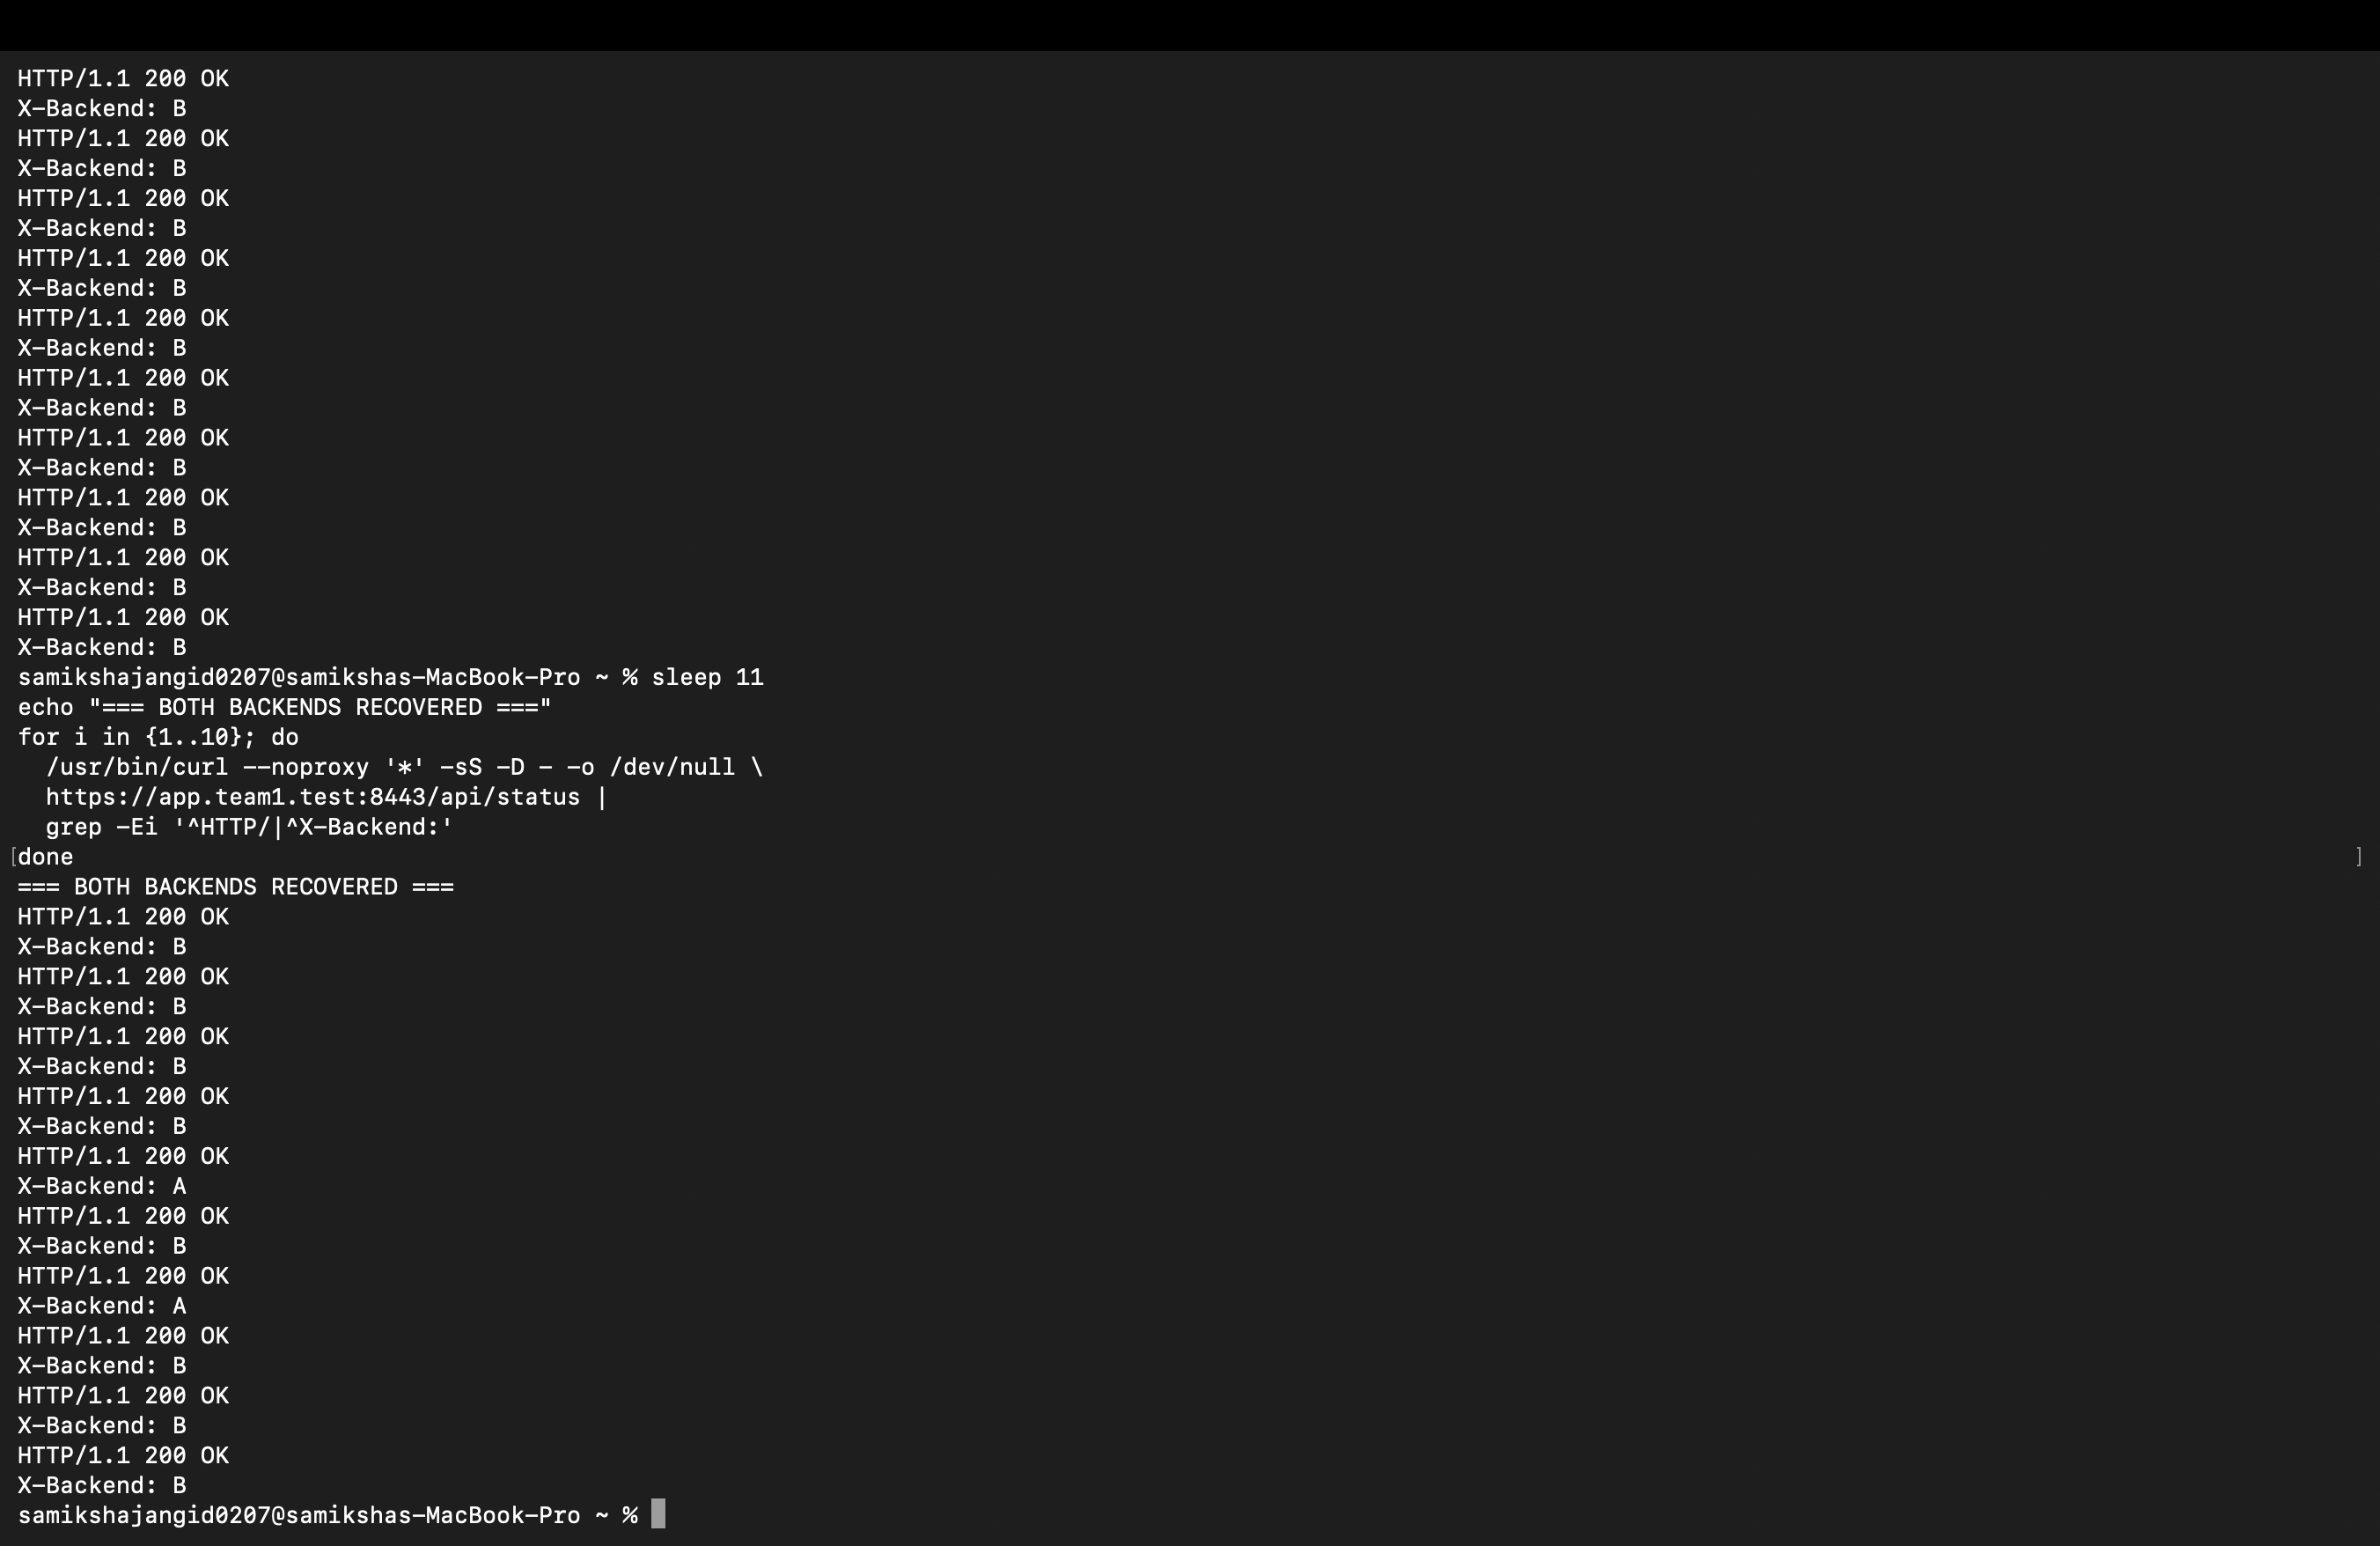 HTTP/1.1 200 OK
X-Backend: B
HTTP/1.1 200 OK
X-Backend: B
HTTP/1.1 200 OK
X-Backend: B
HTTP/1.1 200 OK
X-Backend: B
HTTP/1.1 200 OK
X-Backend: B
HTTP/1.1 200 OK
X-Backend: B
HTTP/1.1 200 OK
X-Backend: B
HTTP/1.1 200 OK
X-Backend: B
HTTP/1.1 200 OK
X-Backend: B
HTTP/1.1 200 OK
X-Backend: B
samikshajangid0207@samikshas-MacBook-Pro ~ % sleep 11
echo "=== BOTH BACKENDS RECOVERED ==="
for i in {1..10}; do
  /usr/bin/curl --noproxy '*' -sS -D - -o /dev/null \
  https://app.team1.test:8443/api/status |
  grep -Ei '^HTTP/|^X-Backend:'
[done ]
=== BOTH BACKENDS RECOVERED ===
HTTP/1.1 200 OK
X-Backend: B
HTTP/1.1 200 OK
X-Backend: B
HTTP/1.1 200 OK
X-Backend: B
HTTP/1.1 200 OK
X-Backend: B
HTTP/1.1 200 OK
X-Backend: A
HTTP/1.1 200 OK
X-Backend: B
HTTP/1.1 200 OK
X-Backend: A
HTTP/1.1 200 OK
X-Backend: B
HTTP/1.1 200 OK
X-Backend: B
HTTP/1.1 200 OK
X-Backend: B
samikshajangid0207@samikshas-MacBook-Pro ~ %